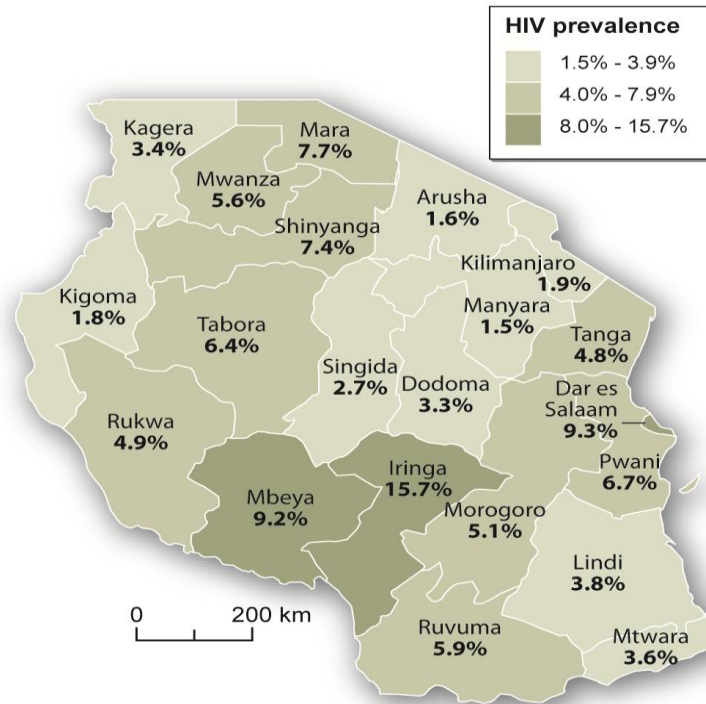 HIV prevalence
1.5% - 3.9%
4.0% - 7.9%
8.0% - 15.7%
Kagera
3.4%
Mara
7.7%
Mwanza
5.6%
Shinyanga
7.4%
Arusha
1.6%
Kilimanjaro
1.9%
Kigoma
1.8%
Tabora
6.4%
Manyara
1.5%
Tanga
4.8%
Singida
2.7%
Dodoma
3.3%
Dar es
Salaam
9.3%
Rukwa
4.9%
Pwani
6.7%
Iringa
15.7%
Mbeya
9.2%
Morogoro
5.1%
Lindi
3.8%
0 200 km
Ruvuma
5.9%
Mtwara
3.6%